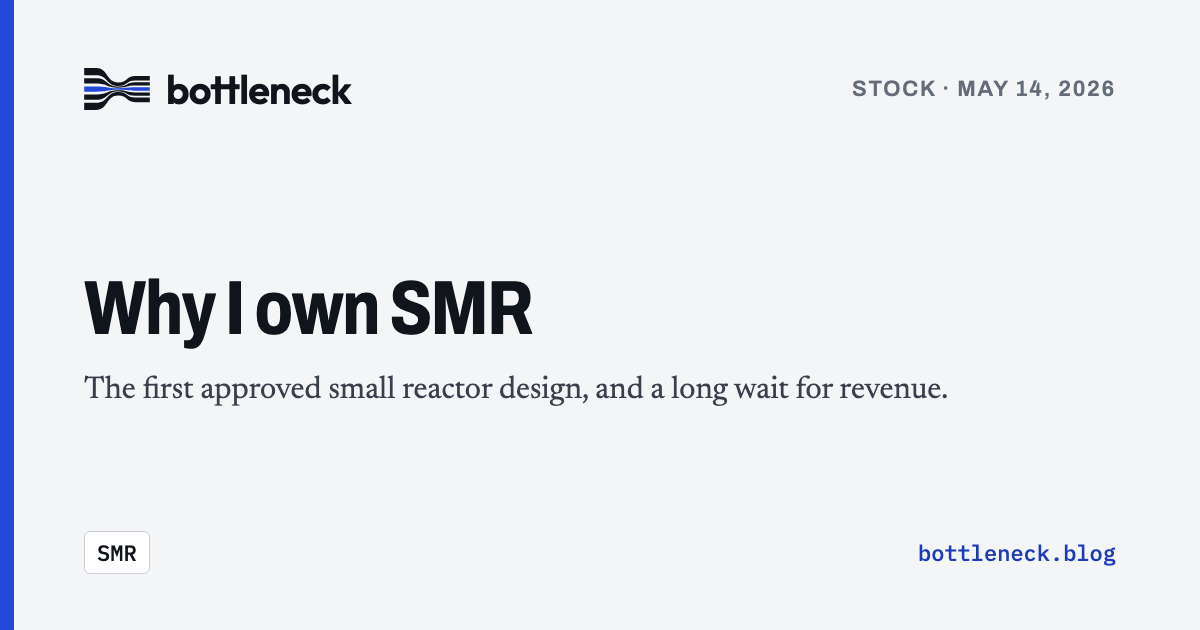 bottleneck
STOCK · MAY 14, 2026
Why I own SMR
The first approved small reactor design, and a long wait for revenue.
SMR
bottleneck.blog